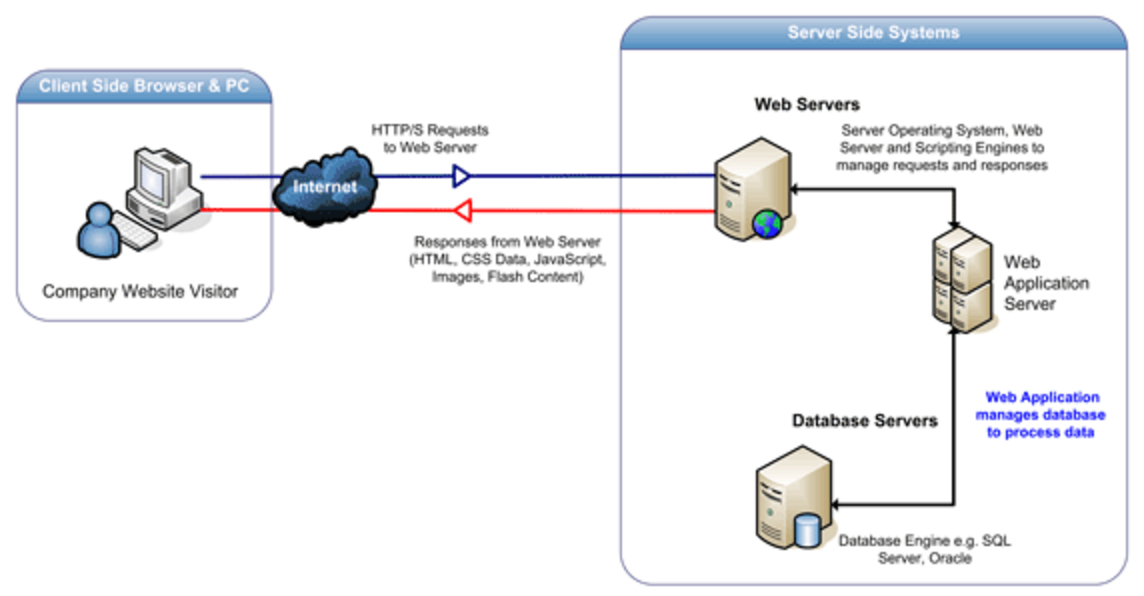 Server Side Systems
Client Side Browser & PC
Web Servers
HTTP/S Requests
to Web Server
Server Operating System, Web
Server and Scripting Engines to
manage requests and responses
Internet
Responses from Web Server
(HTML, CSS Data, JavaScript,
Images, Flash Content)
Company Website Visitor
Web
Application
Server
Web Application
manages database
to process data
Database Servers
Database Engine e.g. SQL
Server, Oracle